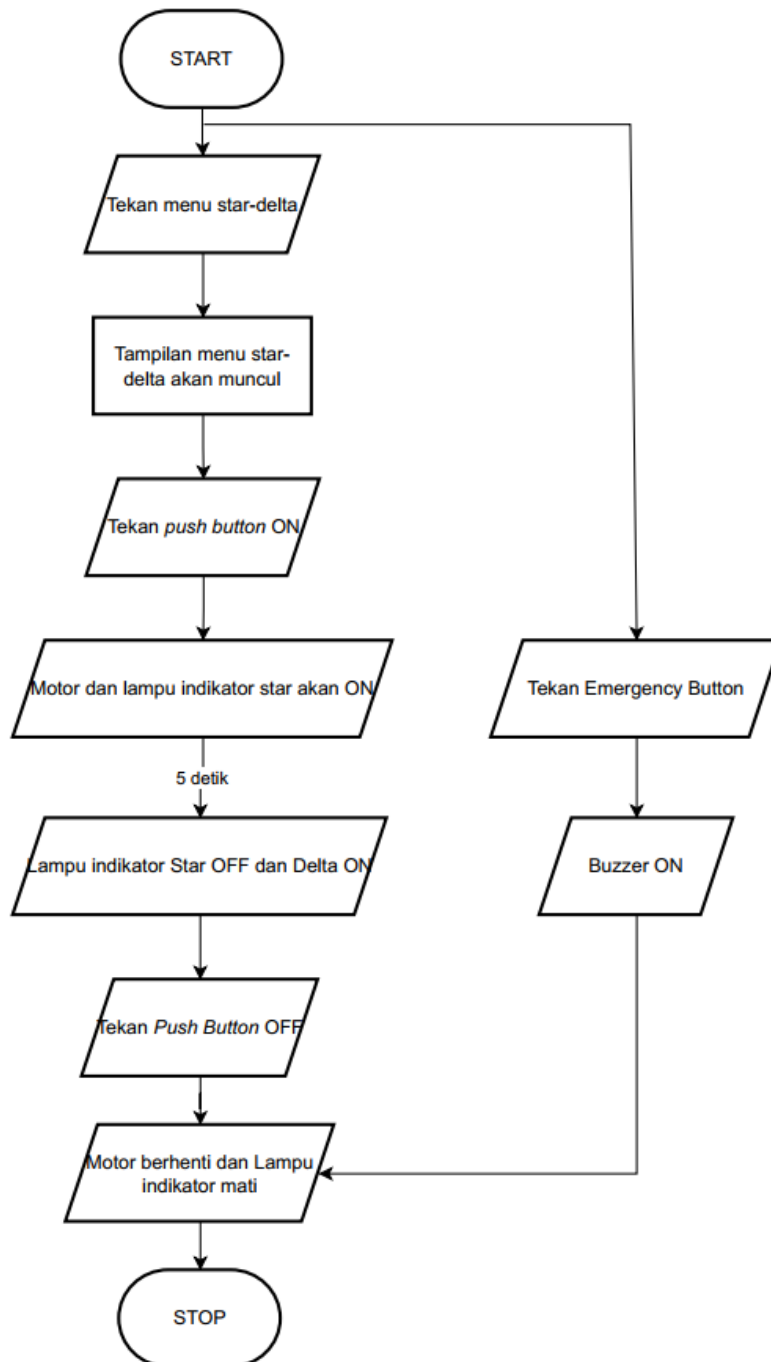 START
Tekan menu star-delta
Tampilan menu star-
delta akan muncul
Tekan push button ON
Motor dan lampu indikator star akan ON
Tekan Emergency Button
5 detik
Lampu indikator Star OFF dan Delta ON
Buzzer ON
Tekan Push Button OFF
Motor berhenti dan Lampu
indikator mati
STOP